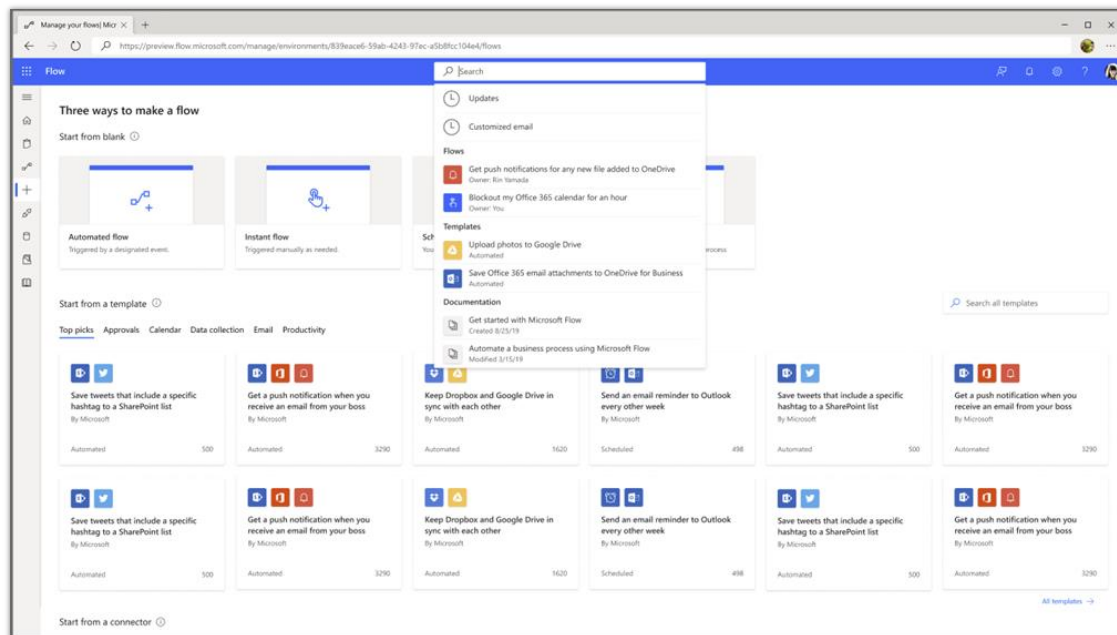 Manage your flows| Micr
https://preview.flow.microsoft.com/manage/environments/839eace6-59ab-4243-97ec-a5b8fcc104e4/flows
Flow
Search
Updates
Customized email
Flows
Get push notifications for any new file added to OneDrive
Owner: Rin Yamada
Blockout my Office 365 calendar for an hour
Owner: You
Templates
Upload photos to Google Drive
Automated
Save Office 365 email attachments to OneDrive for Business
Automated
Documentation
Get started with Microsoft Flow
Created 8/25/19
Automate a business process using Microsoft Flow
Modified 3/15/19
Three ways to make a flow
Start from blank
Automated flow
Triggered by a designated event.
Instant flow
Triggered manually as needed.
Sch
You
rocess
Start from a template
Search all templates
Top picks Approvals Calendar Data collection Email Productivity
Save tweets that include a specific
hashtag to a SharePoint list
By Microsoft
Automated 500
Get a push notification when you
receive an email from your boss
By Microsoft
Automated 3290
Keep Dropbox and Google Drive in
sync with each other
By Microsoft
Automated 1620
Send an email reminder to Outlook
every other week
By Microsoft
Scheduled 498
Save tweets that include a specific
hashtag to a SharePoint list
By Microsoft
Automated 500
Get a push notification when you
receive an email from your boss
By Microsoft
Automated 3290
Save tweets that include a specific
hashtag to a SharePoint list
By Microsoft
Automated 500
Get a push notification when you
receive an email from your boss
By Microsoft
Automated 3290
Keep Dropbox and Google Drive in
sync with each other
By Microsoft
Automated 1620
Send an email reminder to Outlook
every other week
By Microsoft
Scheduled 498
Save tweets that include a specific
hashtag to a SharePoint list
By Microsoft
Automated 500
Get a push notification when you
receive an email from your boss
By Microsoft
Automated 3290
All templates
Start from a connector